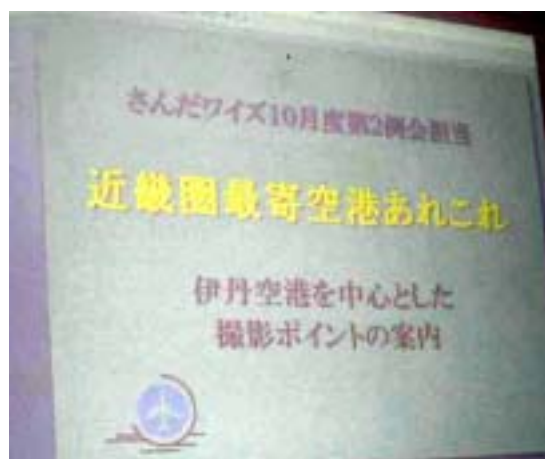 さんだワイズ10月度第2例会担当
近畿圏最寄空港あれこれ
伊丹空港を中心とした
撮影ポイントの案内